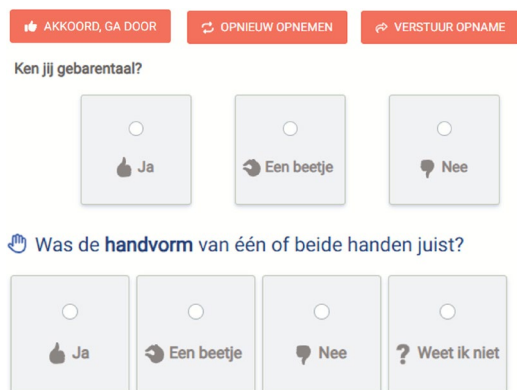 AKKOORD, GA DOOR OPNIEUW OPNEMEN VERSTUUR OPNAME
Ken jij gebarentaal?
Ja Een beetje Nee
Was de handvorm van één of beide handen juist?
Ja Een beetje Nee ? Weet ik niet